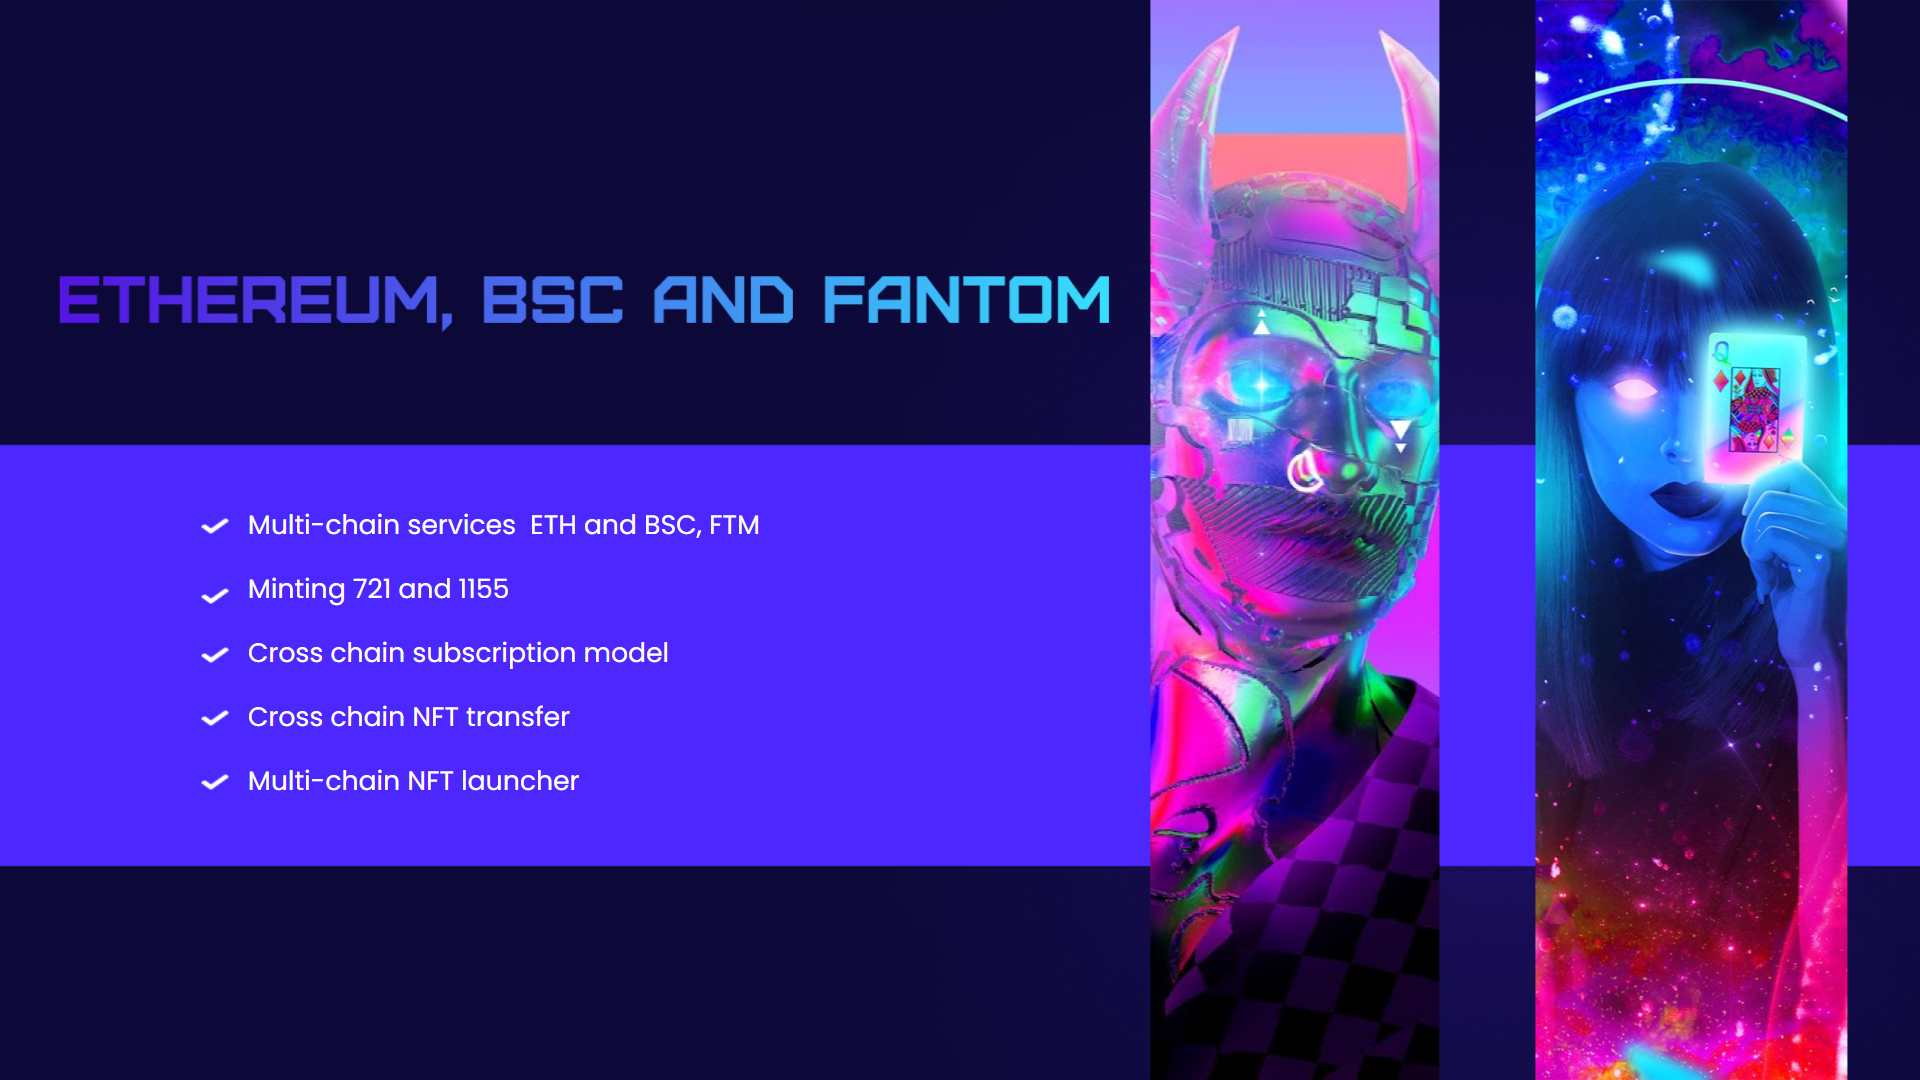 ETHEREUM, BSC AND FANTOM
Multi-chain services  ETH and BSC, FTM
Minting 721 and 1155
Cross chain subscription model
Cross chain NFT transfer
Multi-chain NFT launcher
Q